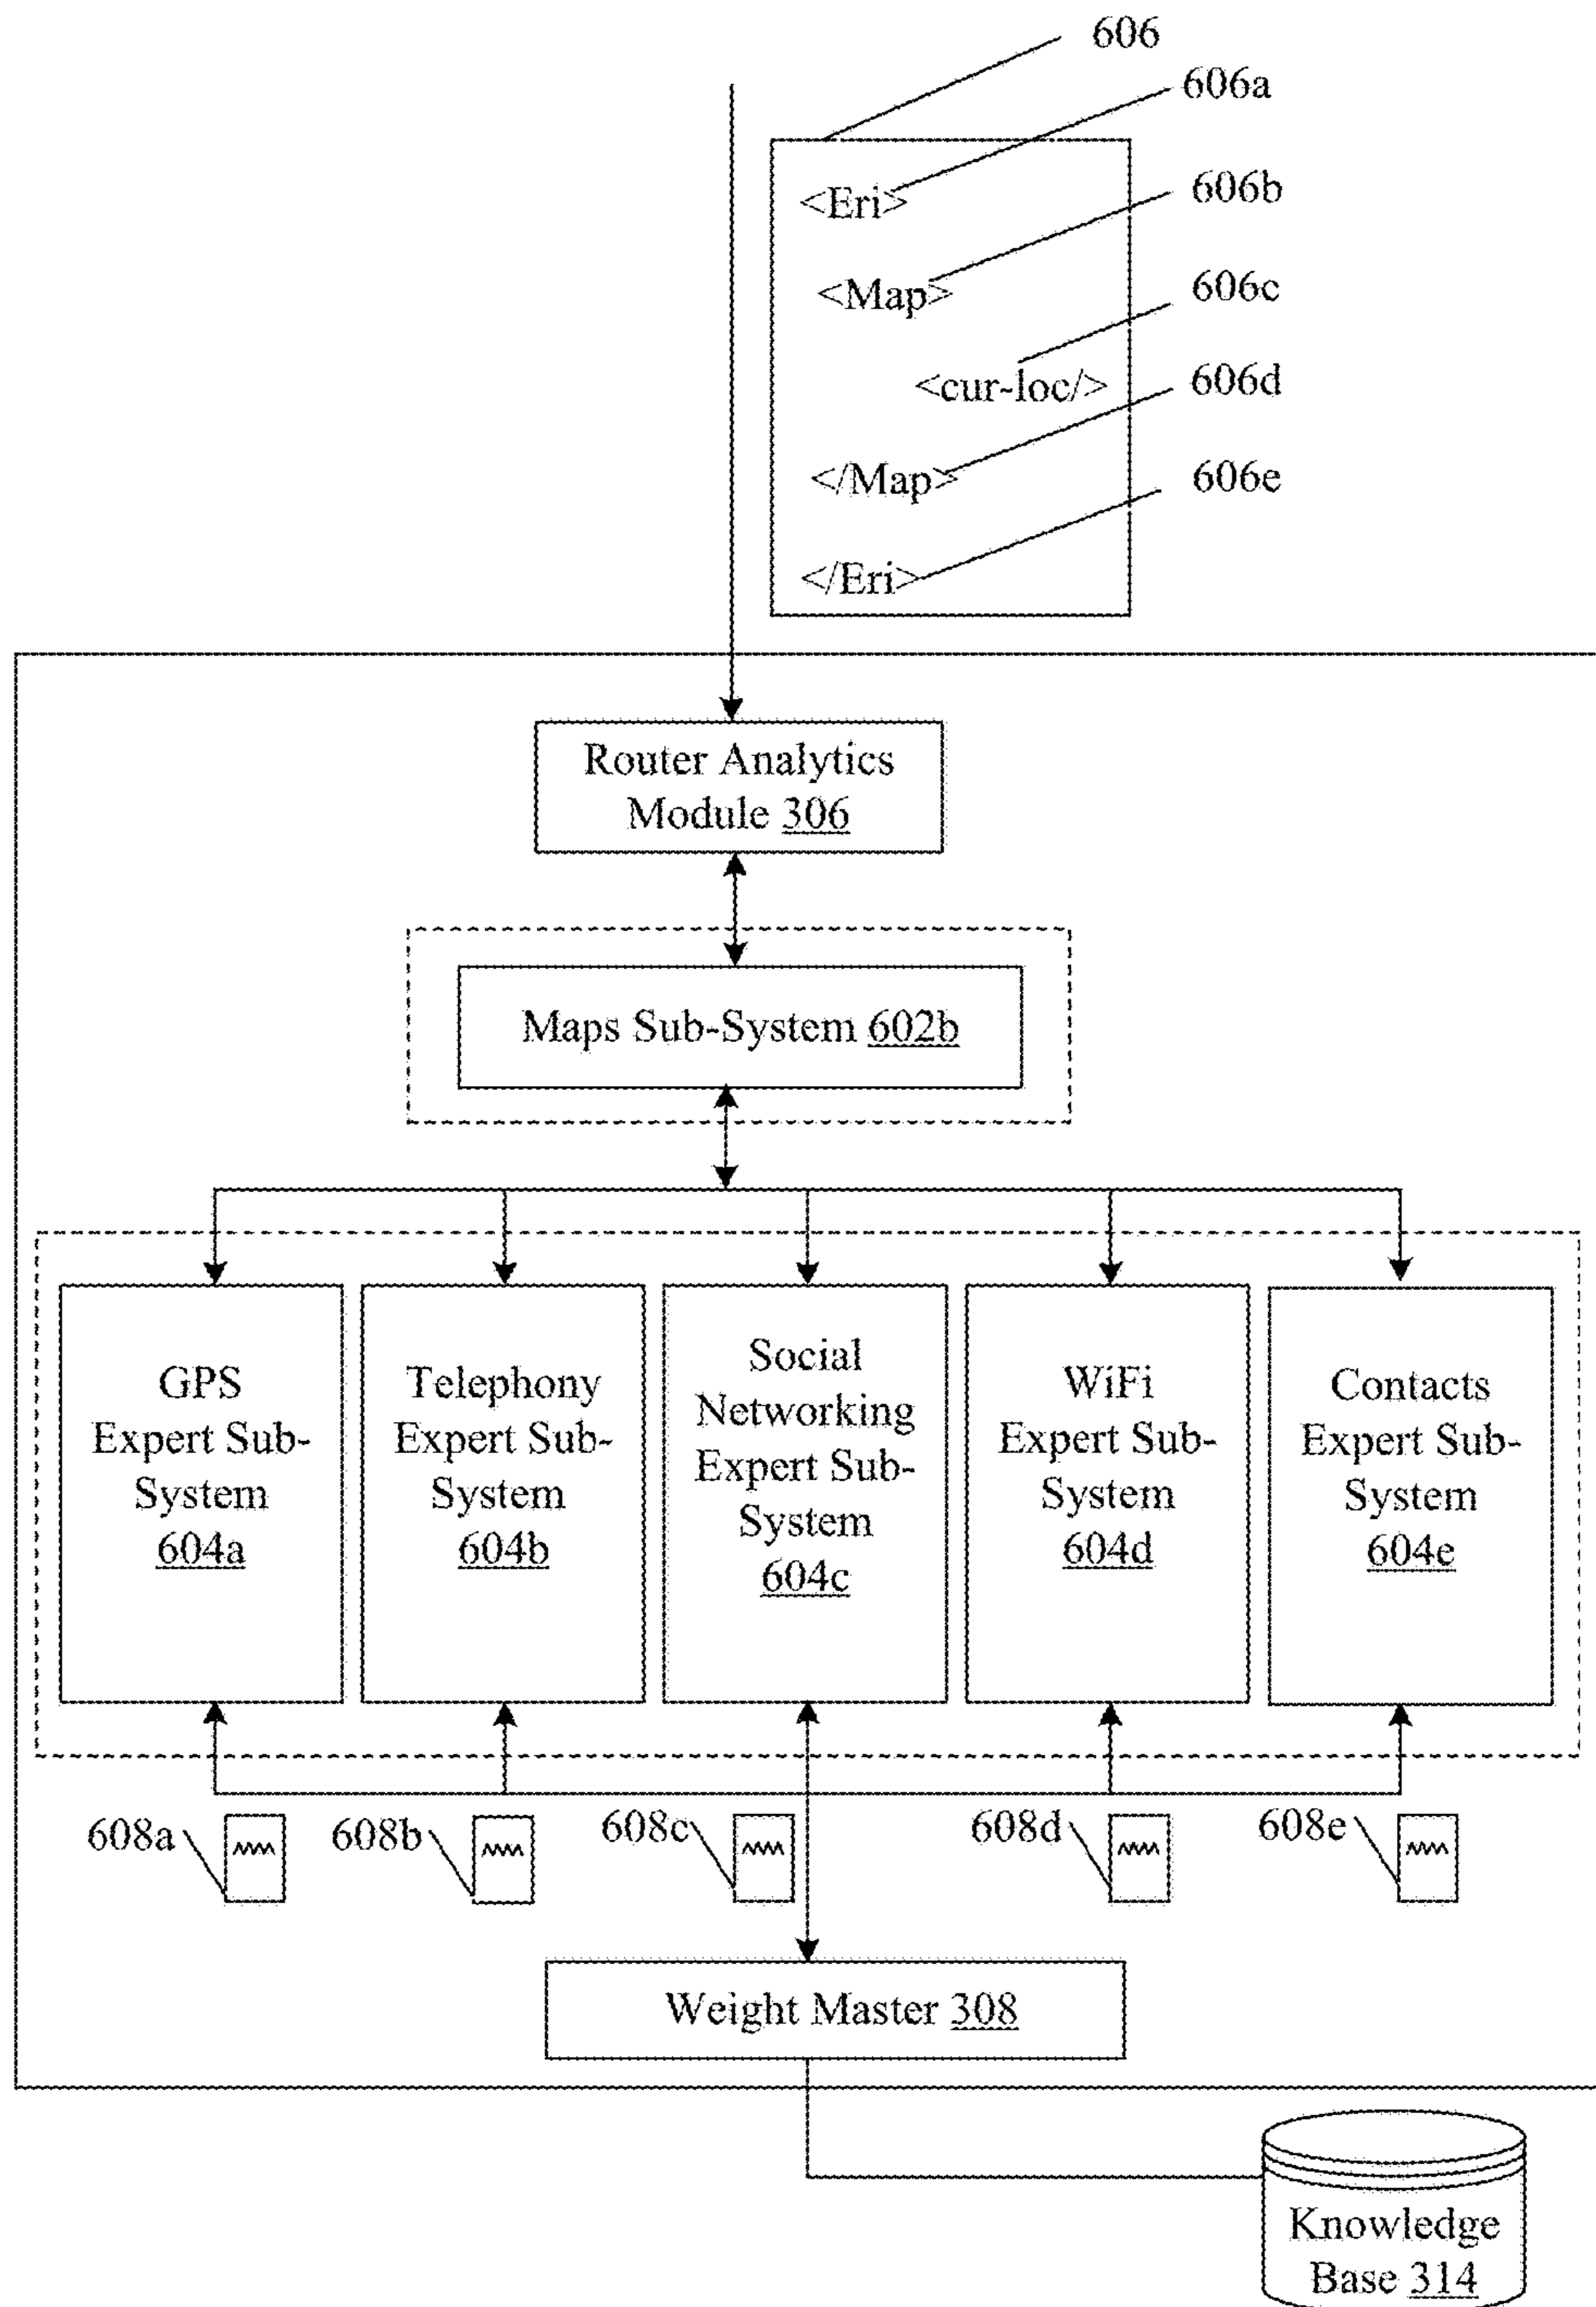 606
606a
<Eri>
606b
<Map>
606c
<cur-loc/>
606d
</Map>
606e
</Eri>
Router Analytics
Module 306
Maps Sub-System 602b
GPS
Expert Sub-
System
604a
Telephony
Expert Sub-
System
604b
Social
Networking
Expert Sub-
System
604c
WiFi
Expert Sub-
System
604d
Contacts
Expert Sub-
System
604e
608a
608b
608c
608d
608e
Weight Master 308
Knowledge
Base 314